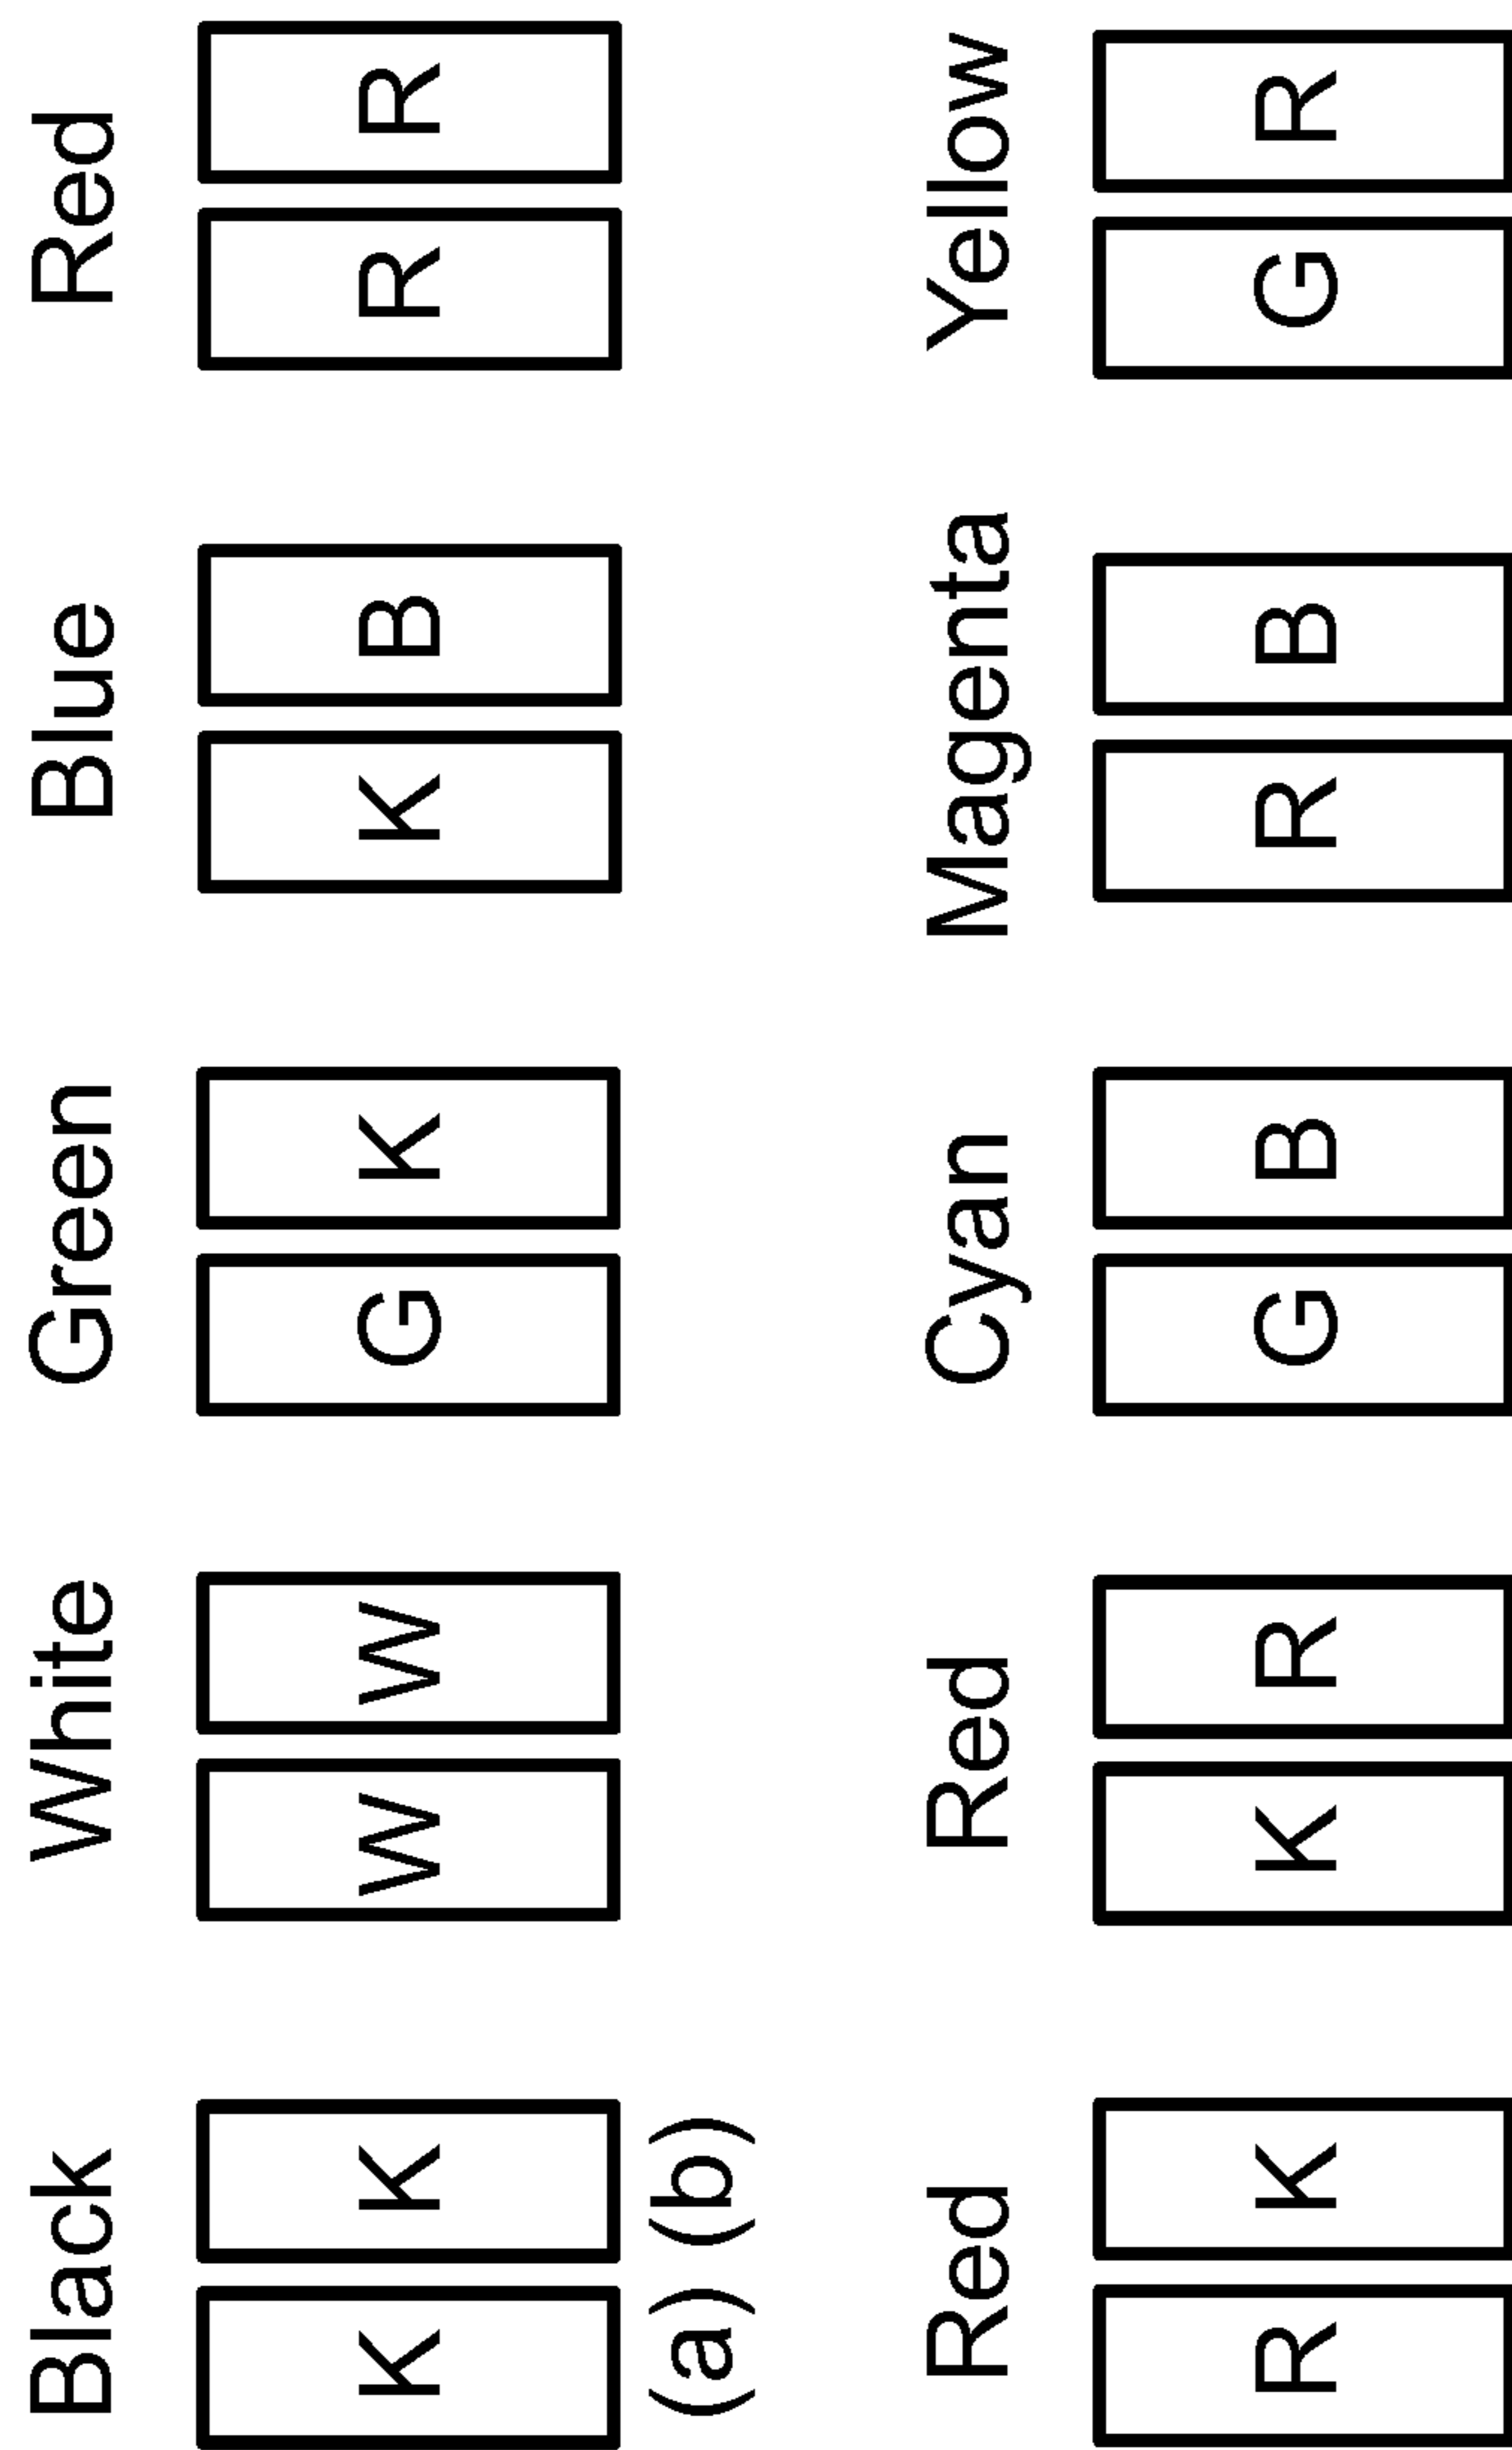 Black White Green Blue Red
K K W W G K K B R R
(a) (b)
Red Red Cyan Magenta Yellow
R K K R G B R B G R